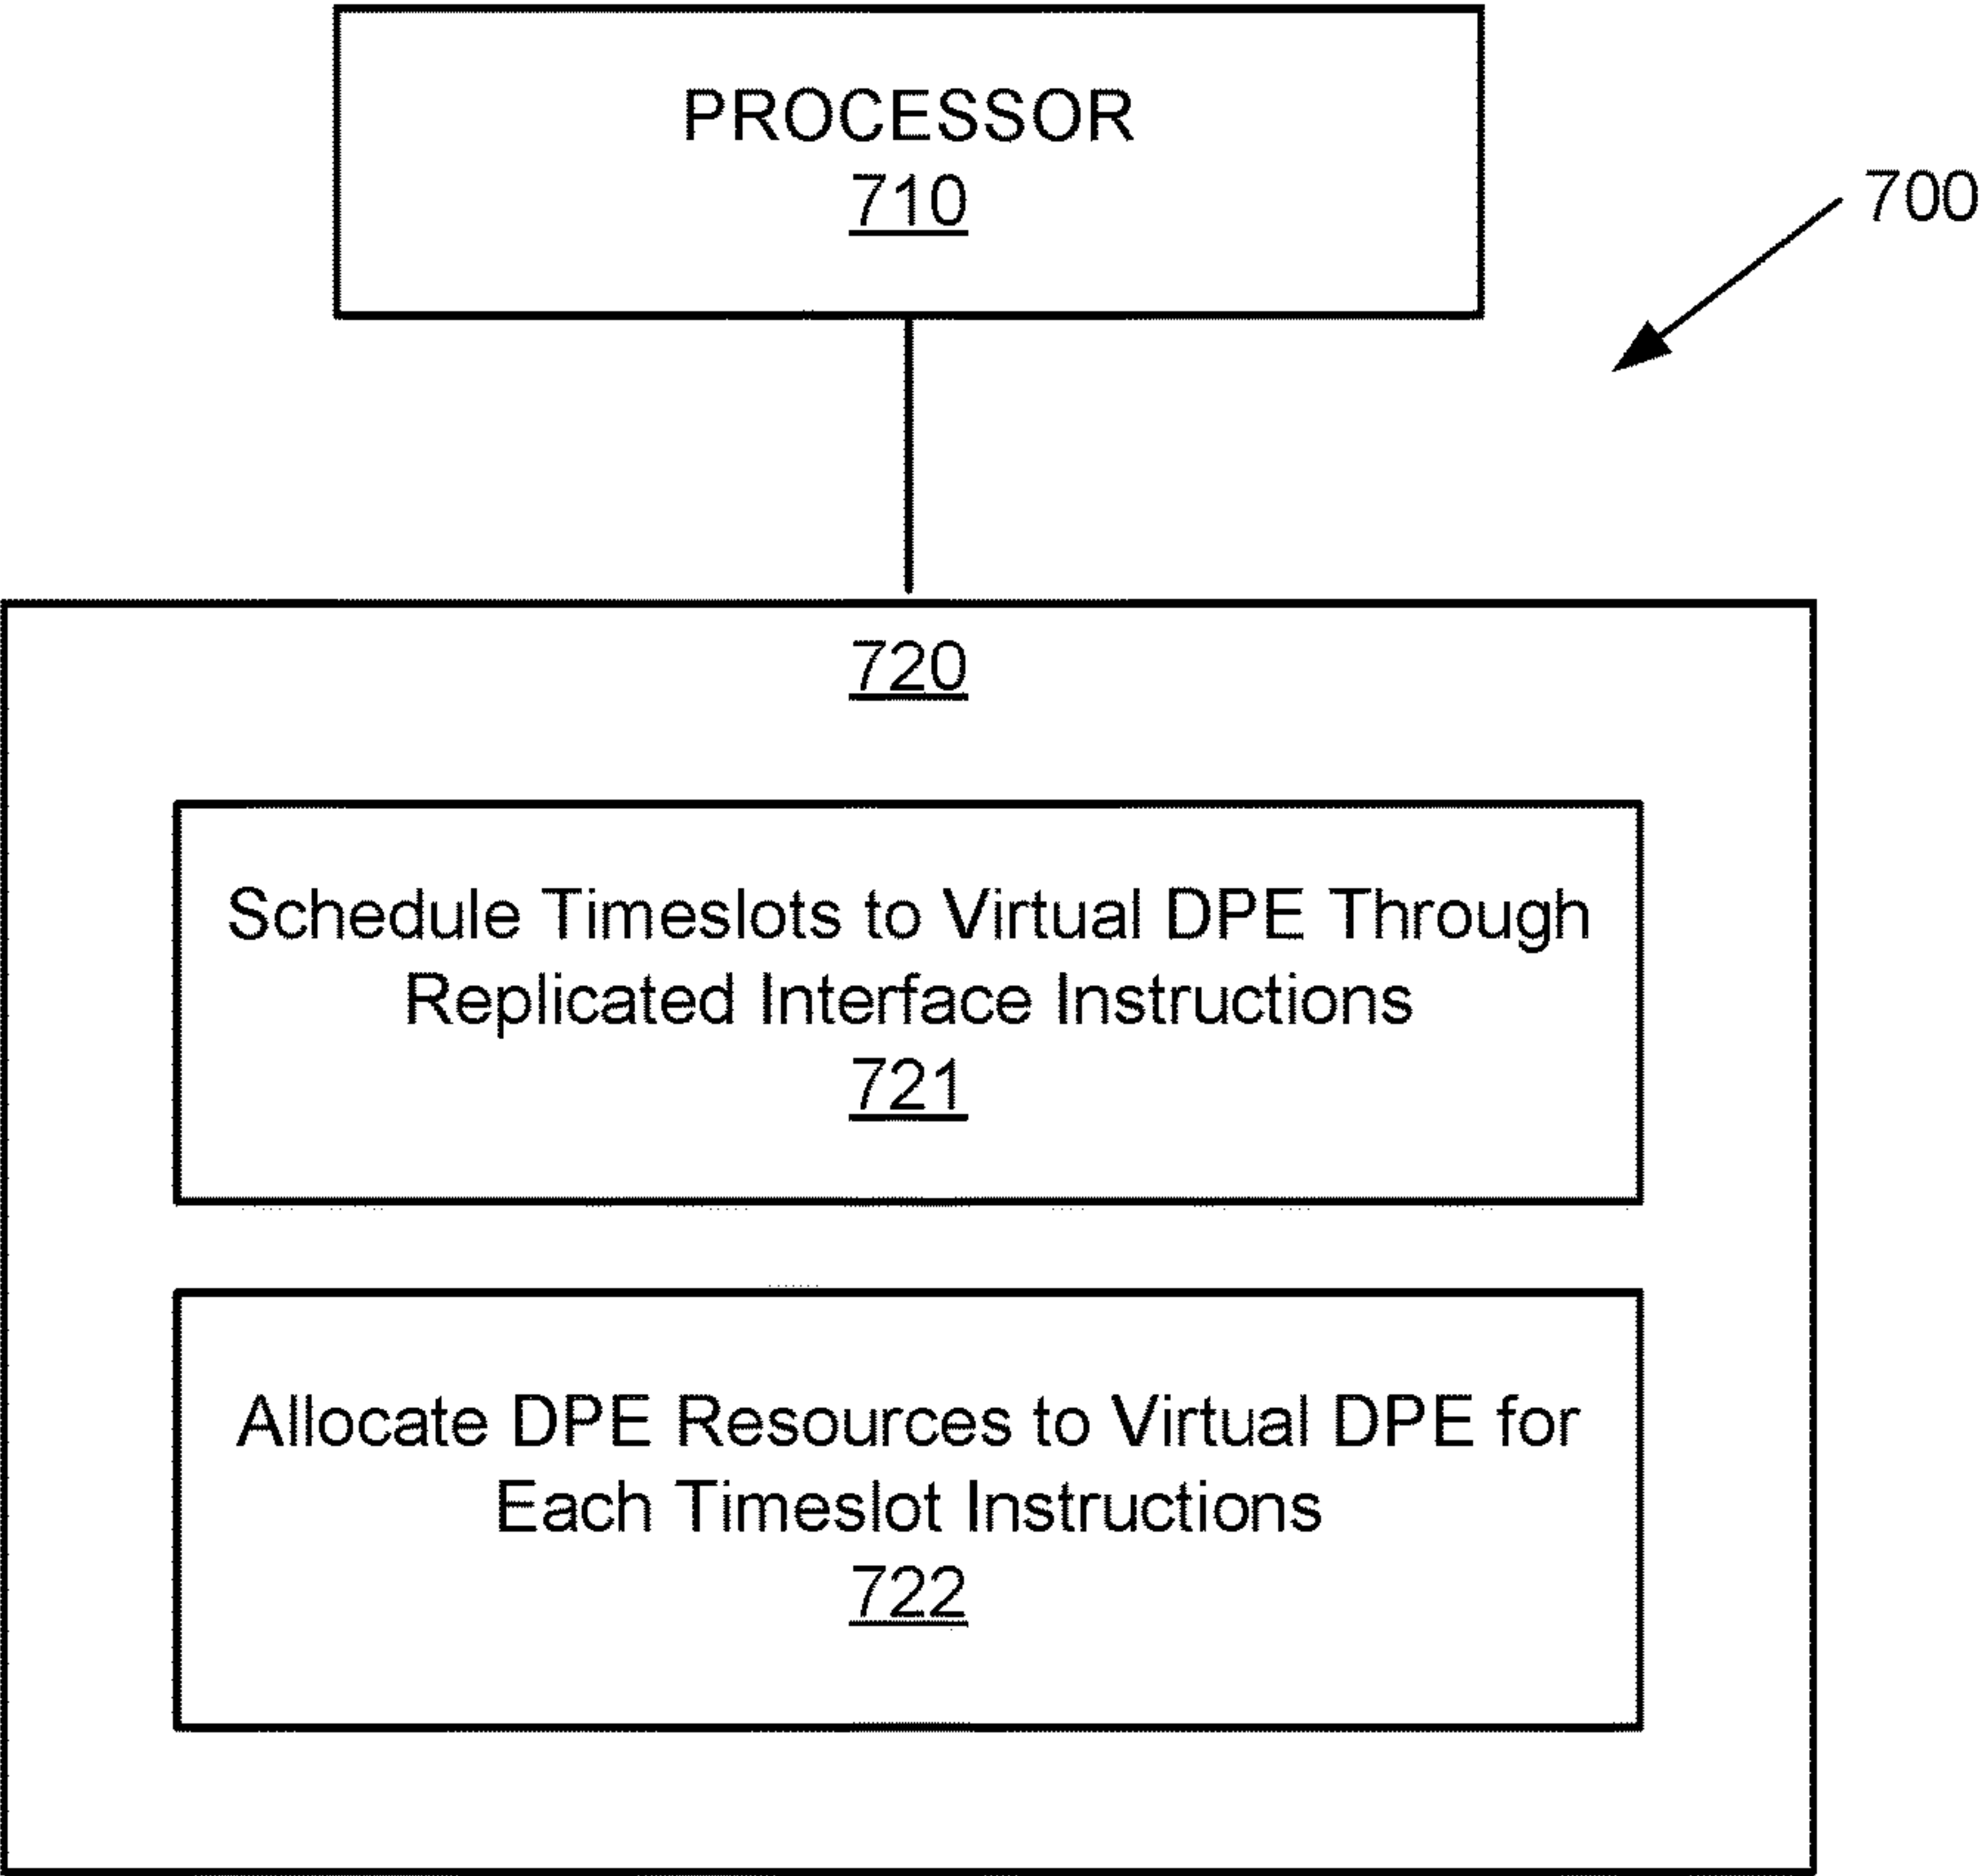 PROCESSOR
710
700
720
Schedule Timeslots to Virtual DPE Through
Replicated Interface Instructions
721
Allocate DPE Resources to Virtual DPE for
Each Timeslot Instructions
722